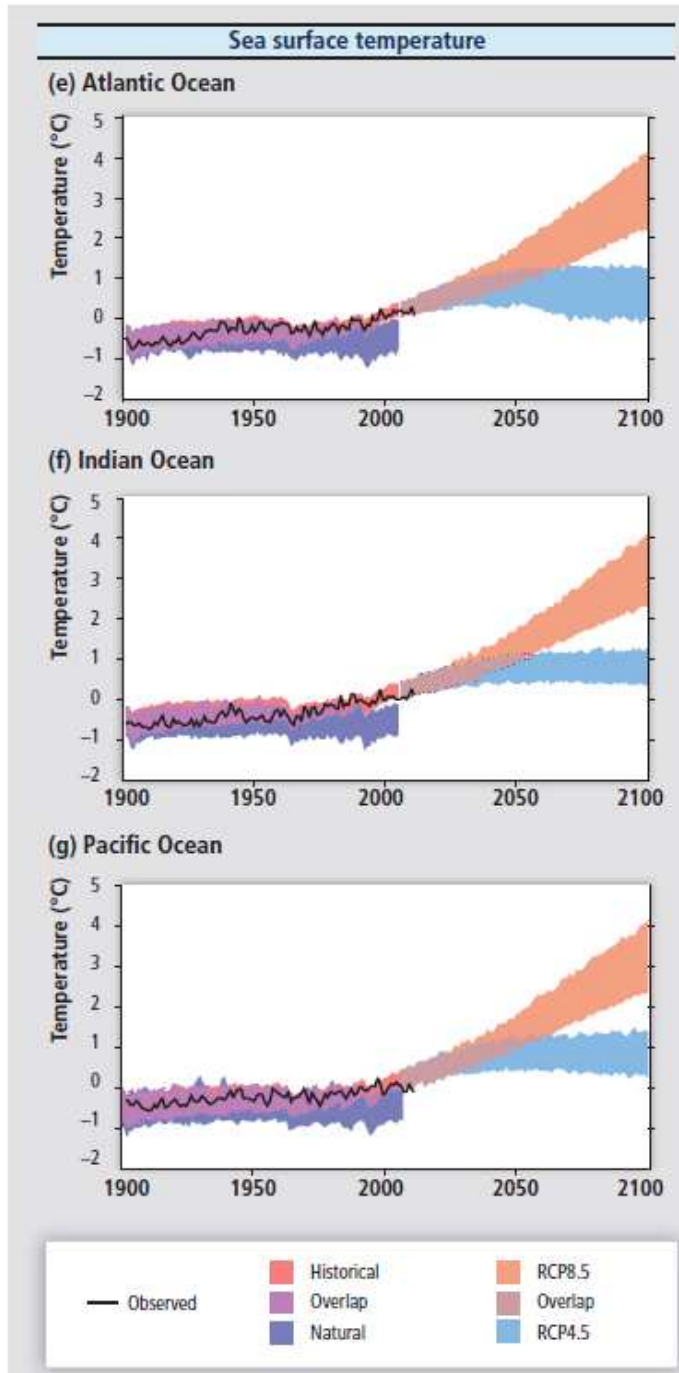 Sea surface temperature
(e) Atlantic Ocean
Temperature (°C)
5
4
3
2
1
0
–1
–2
1900 1950 2000 2050 2100
(f) Indian Ocean
Temperature (°C)
5
4
3
2
1
0
–1
–2
1900 1950 2000 2050 2100
(g) Pacific Ocean
Temperature (°C)
5
4
3
2
1
0
–1
–2
1900 1950 2000 2050 2100
Observed
Historical
Overlap
Natural
RCP8.5
Overlap
RCP4.5